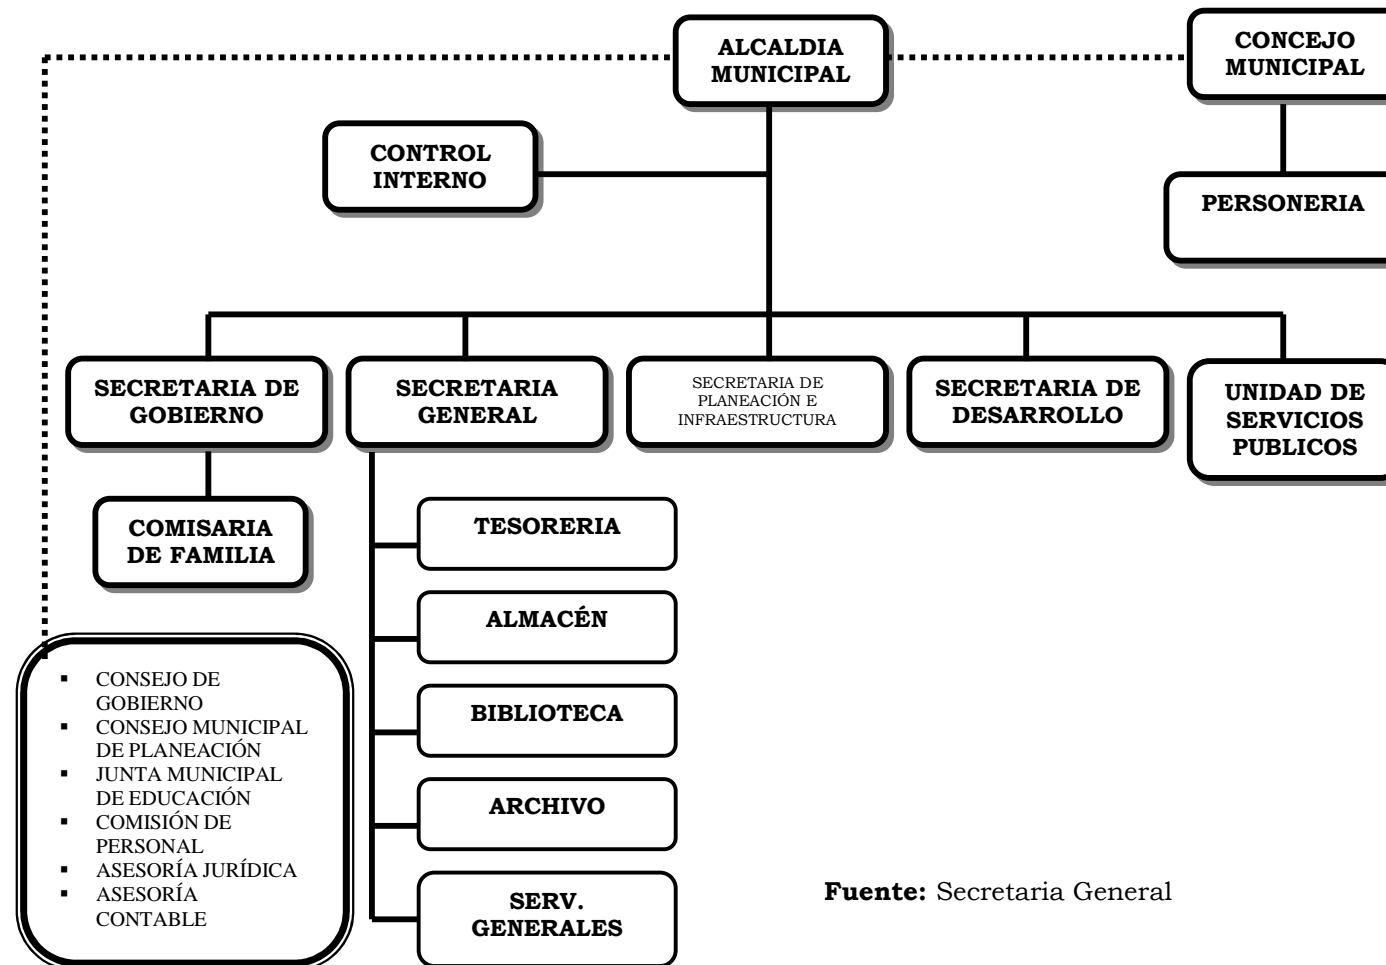 ALCALDIA
MUNICIPAL
CONCEJO
MUNICIPAL
CONTROL
INTERNO
PERSONERIA
SECRETARIA DE
GOBIERNO
SECRETARIA
GENERAL
SECRETARIA DE
PLANEACIÓN E
INFRAESTRUCTURA
SECRETARIA DE
DESARROLLO
UNIDAD DE
SERVICIOS
PUBLICOS
COMISARIA
DE FAMILIA
TESORERIA
ALMACÉN
BIBLIOTECA
ARCHIVO
SERV.
GENERALES
▪ CONSEJO DE
GOBIERNO
▪ CONSEJO MUNICIPAL
DE PLANEACIÓN
▪ JUNTA MUNICIPAL
DE EDUCACIÓN
▪ COMISIÓN DE
PERSONAL
▪ ASESORÍA JURÍDICA
▪ ASESORÍA
CONTABLE
Fuente: Secretaria General